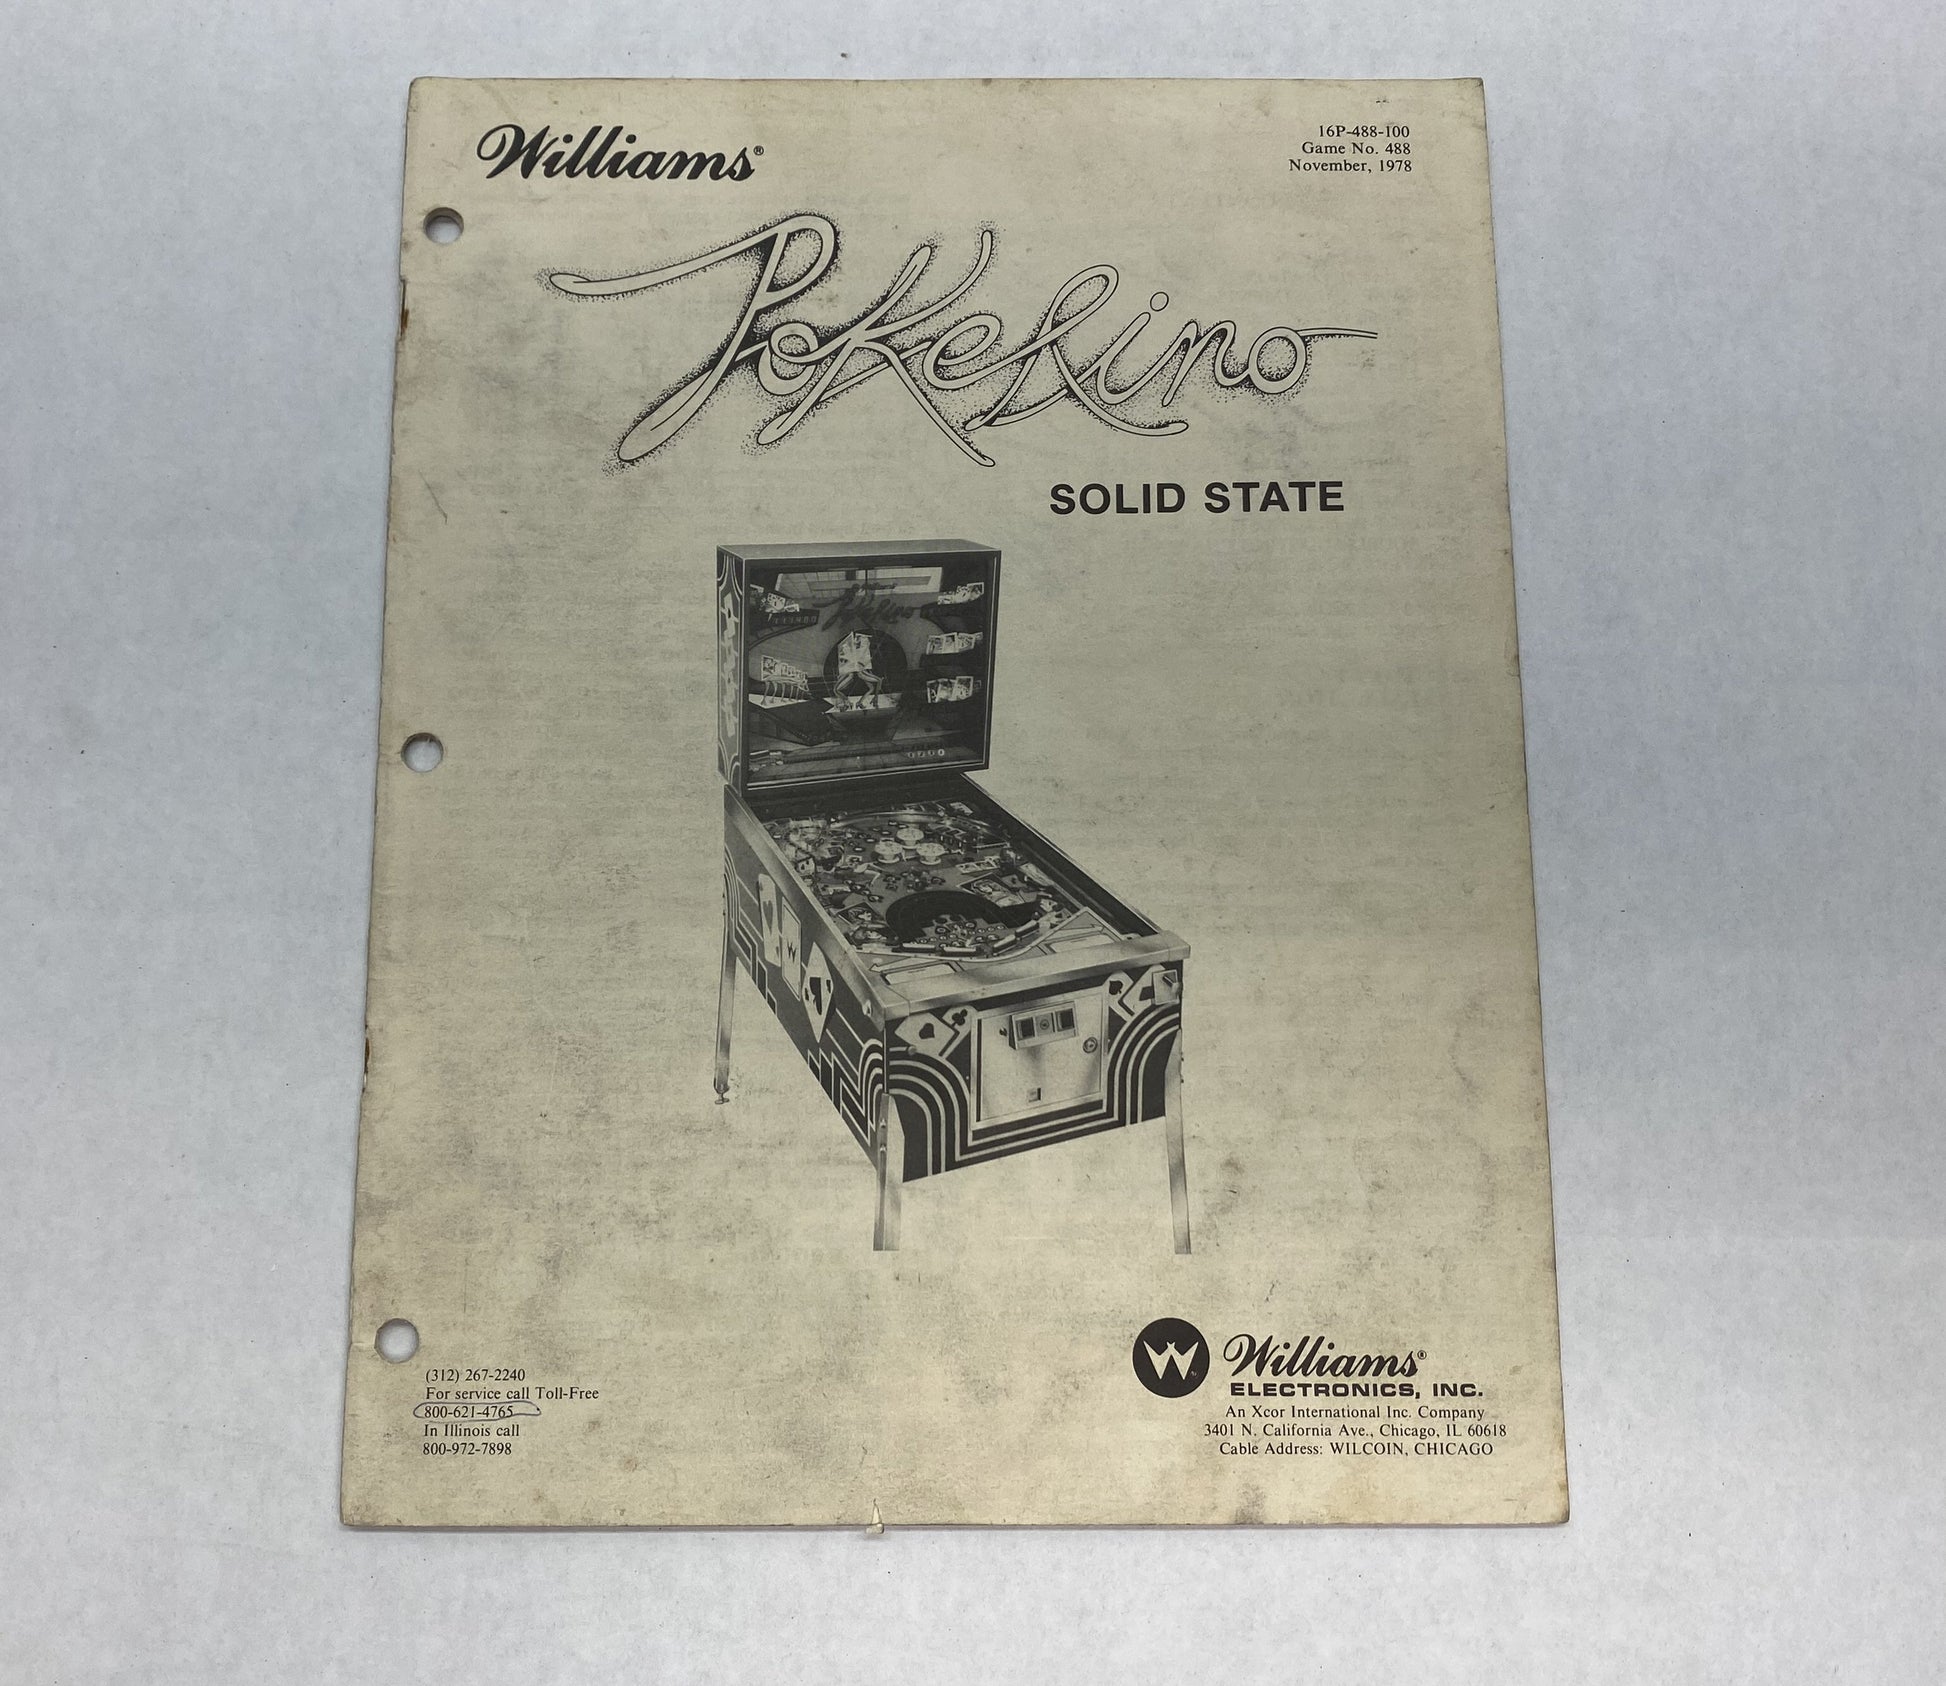 Williams®
16P-488-100
Game No. 488
November, 1978
Pokerino
SOLID STATE
Pokerino
W
(312) 267-2240
For service call Toll-Free
800-621-4765
In Illinois call
800-972-7898
W
Williams®
ELECTRONICS, INC.
An Xcor International Inc. Company
3401 N. California Ave., Chicago, IL 60618
Cable Address: WILCOIN, CHICAGO